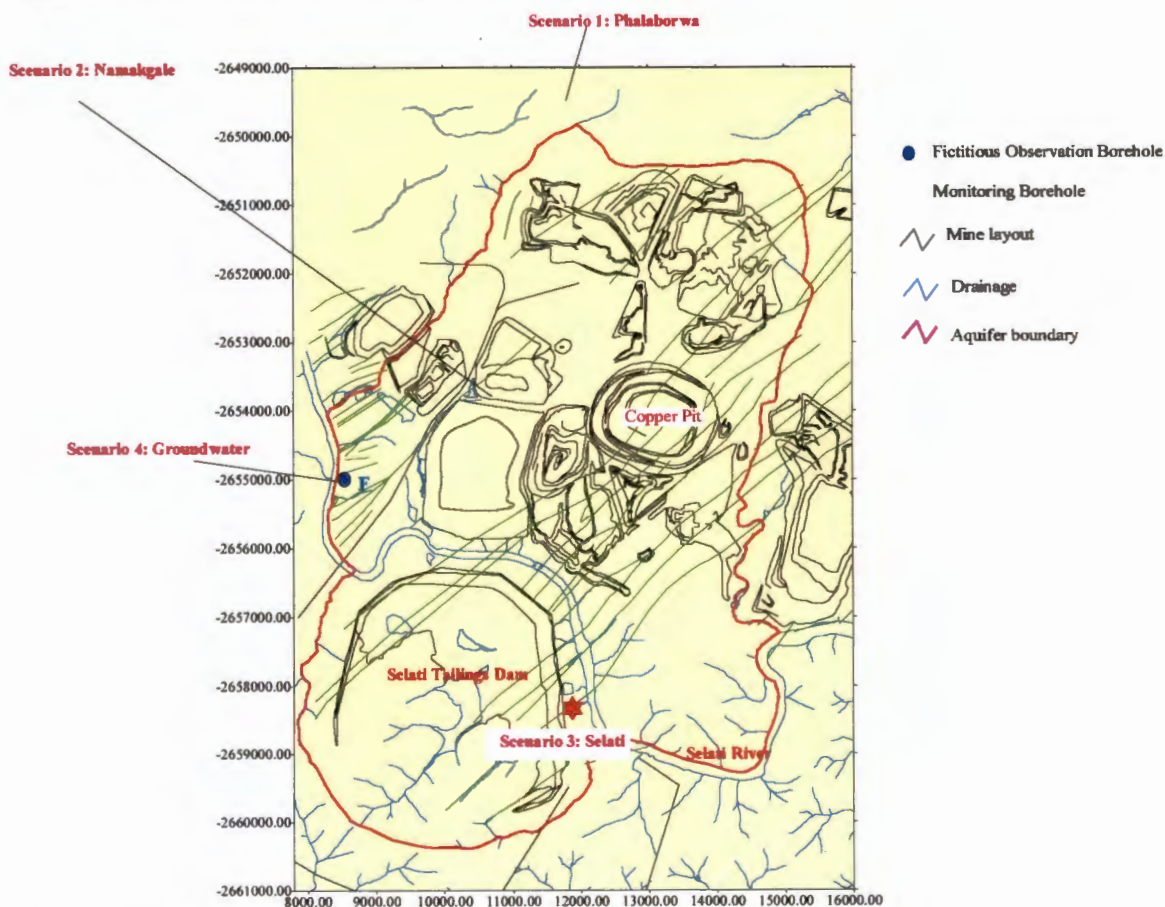 Scenario 1: Phalaborwa
Scenario 2: Namakgale
-2649000.00
-2650000.00
-2651000.00
-2652000.00
-2653000.00
-2654000.00
-2655000.00
-2656000.00
-2657000.00
-2658000.00
-2659000.00
-2660000.00
-2661000.00
Fictitious Observation Borehole
Monitoring Borehole
Mine layout
Drainage
Aquifer boundary
Copper Pit
Scenario 4: Groundwater
F
Selati Tailings Dam
Scenario 3: Selati
Selati River
8000.00 9000.00 10000.00 11000.00 12000.00 13000.00 14000.00 15000.00 16000.00